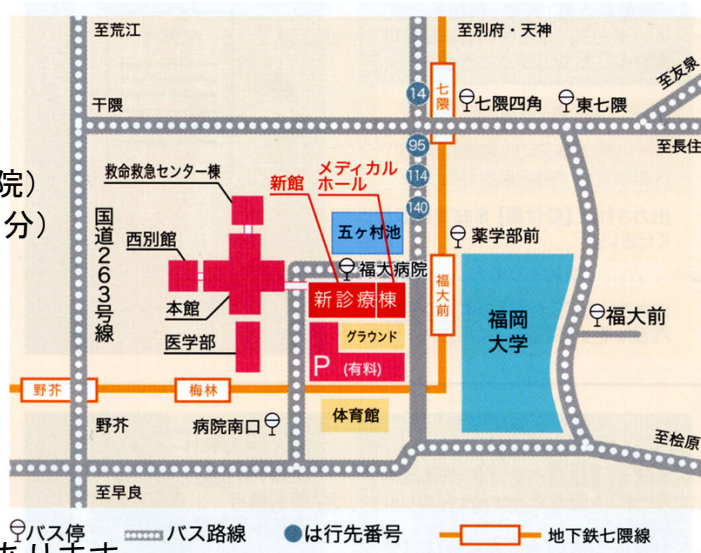 至荒江
至別府・天神
至友泉
14
七隈
七隈四角
東七隈
干隈
至長住
95
院）
救命救急センター棟
新館
メディカル
ホール
114
分）
140
国道263号線
西別館
五ヶ村池
薬学部前
福大病院
本館
新診療棟
福大前
福岡
大学
福大前
医学部
グラウンド
P
(有料)
野芥
梅林
体育館
野芥
病院南口
至桧原
至早良
バス停
バス路線
は行先番号
地下鉄七隈線
あります